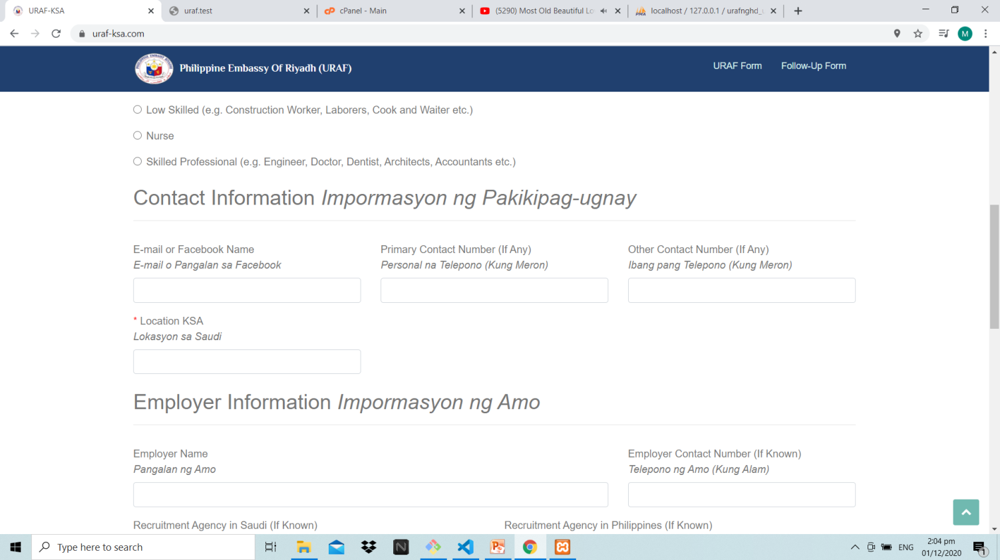 URAF-KSA
uraf.test
cPanel - Main
(5290) Most Old Beautiful Lo
localhost / 127.0.0.1 / urafnghd_u
uraf-ksa.com
M
Philippine Embassy Of Riyadh (URAF)
URAF Form
Follow-Up Form
Low Skilled (e.g. Construction Worker, Laborers, Cook and Waiter etc.)
Nurse
Skilled Professional (e.g. Engineer, Doctor, Dentist, Architects, Accountants etc.)
Contact Information Impormasyon ng Pakikipag-ugnay
E-mail or Facebook Name
E-mail o Pangalan sa Facebook
Primary Contact Number (If Any)
Personal na Telepono (Kung Meron)
Other Contact Number (If Any)
Ibang pang Telepono (Kung Meron)
* Location KSA
Lokasyon sa Saudi
Employer Information Impormasyon ng Amo
Employer Name
Pangalan ng Amo
Employer Contact Number (If Known)
Telepono ng Amo (Kung Alam)
Recruitment Agency in Saudi (If Known)
Recruitment Agency in Philippines (If Known)
Type here to search
ENG
2:04 pm
01/12/2020
1